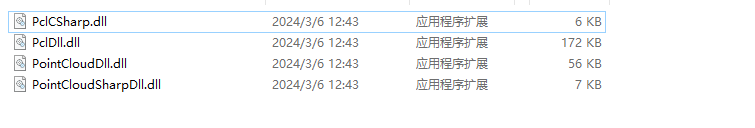 PclCSharp.dll 2024/3/6 12:43 应用程序扩展 6 KB
PclDll.dll 2024/3/6 12:43 应用程序扩展 172 KB
PointCloudDll.dll 2024/3/6 12:43 应用程序扩展 56 KB
PointCloudSharpDll.dll 2024/3/6 12:43 应用程序扩展 7 KB